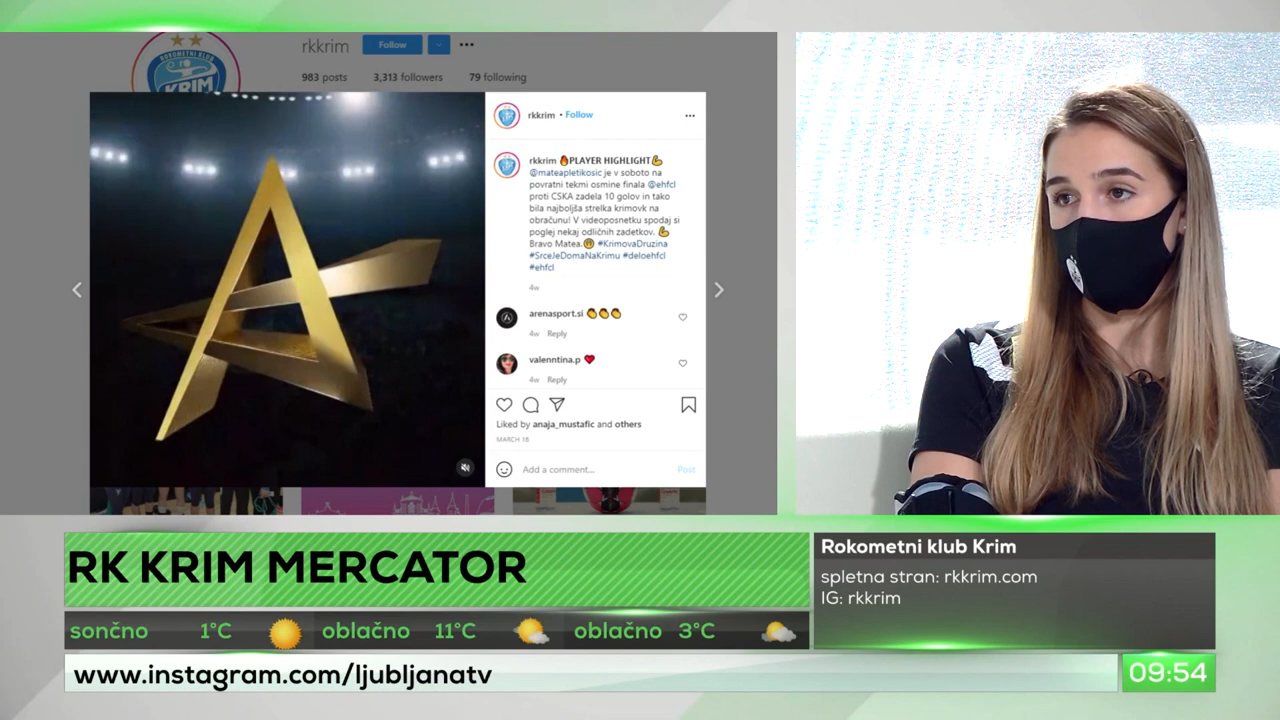 ROKOMETNI KLUB
KRIM
rkkrim Follow
983 posts 3,313 followers 79 following
rkkrim • Follow
rkkrim 🔥PLAYER HIGHLIGHT💪
@mateapletikosic je v soboto na
povratni tekmi osmine finala @ehfcl
proti CSKA zadela 10 golov in tako
bila najboljša strelka krimovk na
obračunu! V videoposnetku spodaj si
poglej nekaj odličnih zadetkov. 💪
Bravo Matea.🤩 #KrimovaDruzina
#SrceJeDomaNaKrimu #deloehfcl
#ehfcl
4w
arenasport.si 👏👏👏
4w Reply
valenntina.p ❤️
4w Reply
Liked by anaja_mustafic and others
MARCH 16
Add a comment... Post
RK KRIM MERCATOR
Rokometni klub Krim
spletna stran: rkkrim.com
IG: rkkrim
sončno 1°C oblačno 11°C oblačno 3°C
www.instagram.com/ljubljanatv 09:54